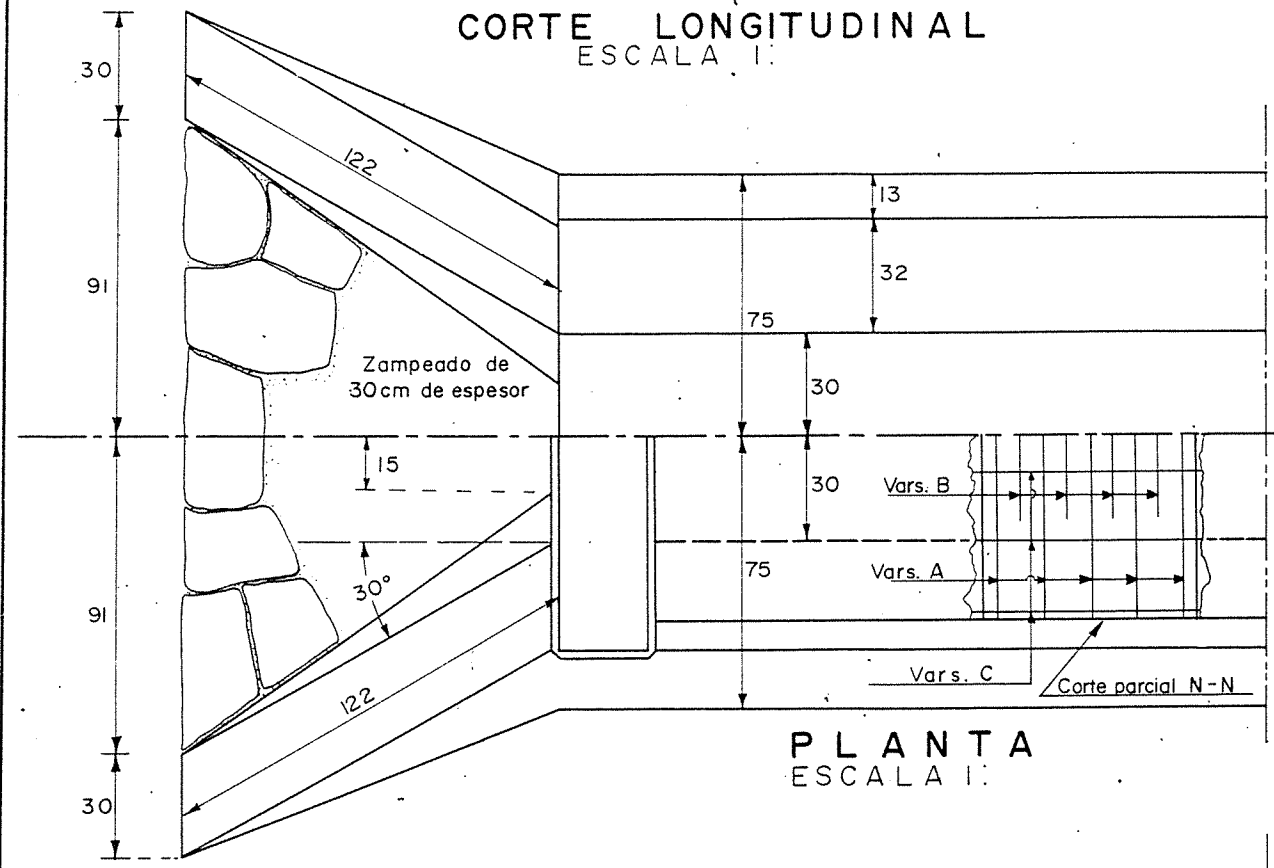 CORTE LONGITUDINAL
ESCALA 1:
30
122
13
91
32
75
Zampeado de
30cm de espesor
30
15
30
Vars. B
30°
75
Vars. A
91
122
Vars. C
Corte parcial N-N
PLANTA
ESCALA 1:
30